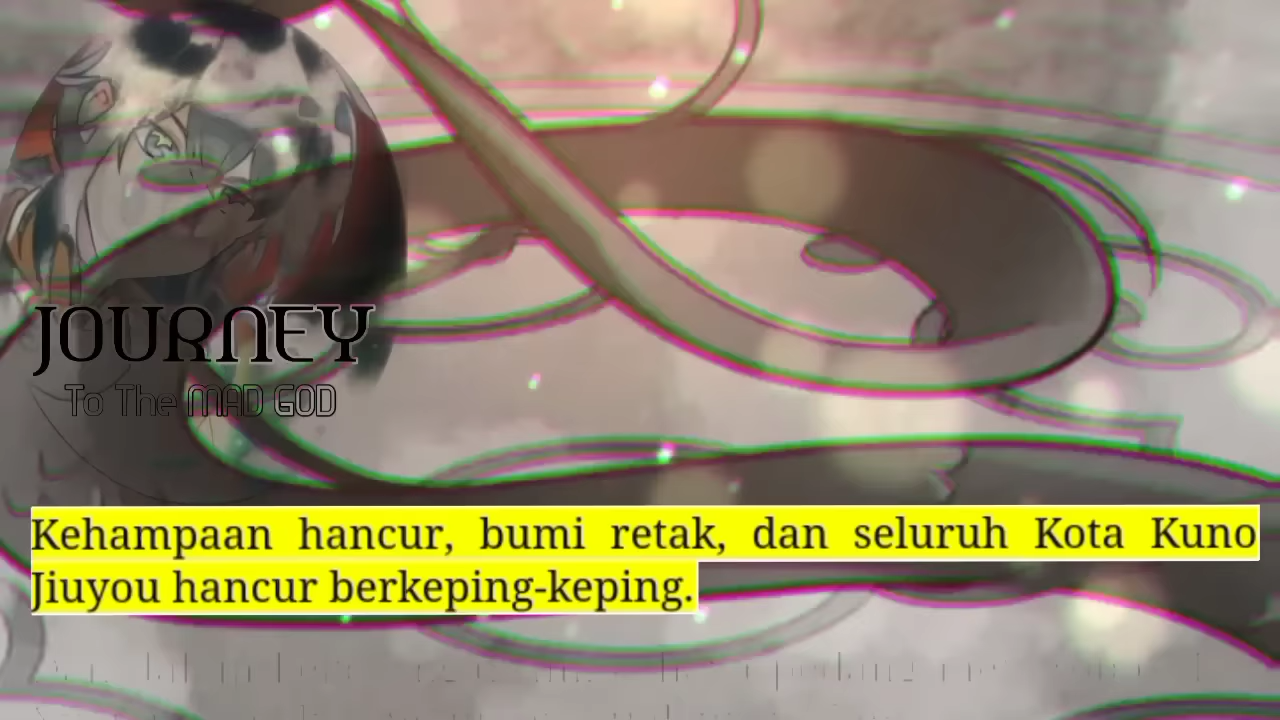 JOURNEY
To The MAD GOD
Kehampaan hancur, bumi retak, dan seluruh Kota Kuno
Jiuyou hancur berkeping-keping.